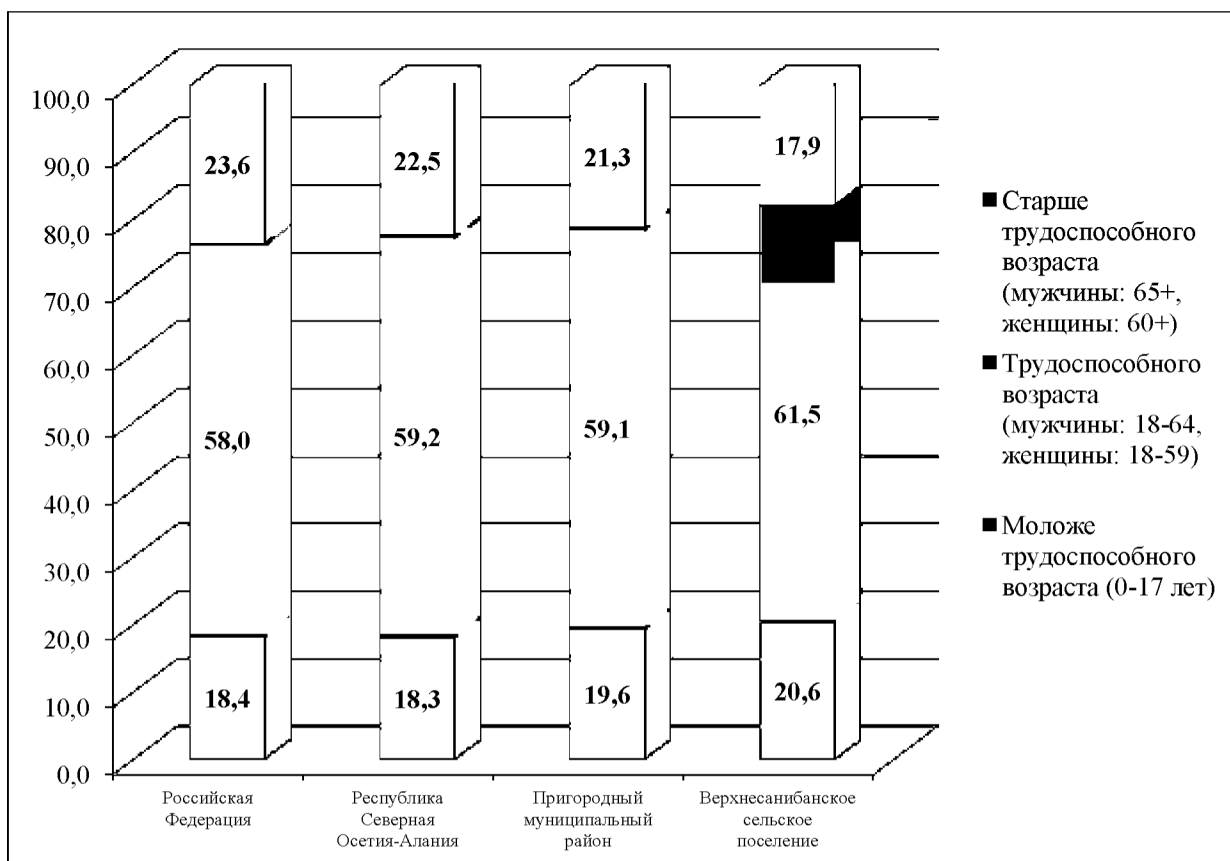 100,0
90,0
80,0
70,0
60,0
50,0
40,0
30,0
20,0
10,0
0,0
23,6
22,5
21,3
17,9
58,0
59,2
59,1
61,5
18,4
18,3
19,6
20,6
Российская
Федерация
Республика
Северная
Осетия-Алания
Пригородный
муниципальный
район
Верхнесанибанское
сельское
поселение
Старше
трудоспособного
возраста
(мужчины: 65+,
женщины: 60+)
Трудоспособного
возраста
(мужчины: 18-64,
женщины: 18-59)
Моложе
трудоспособного
возраста (0-17 лет)